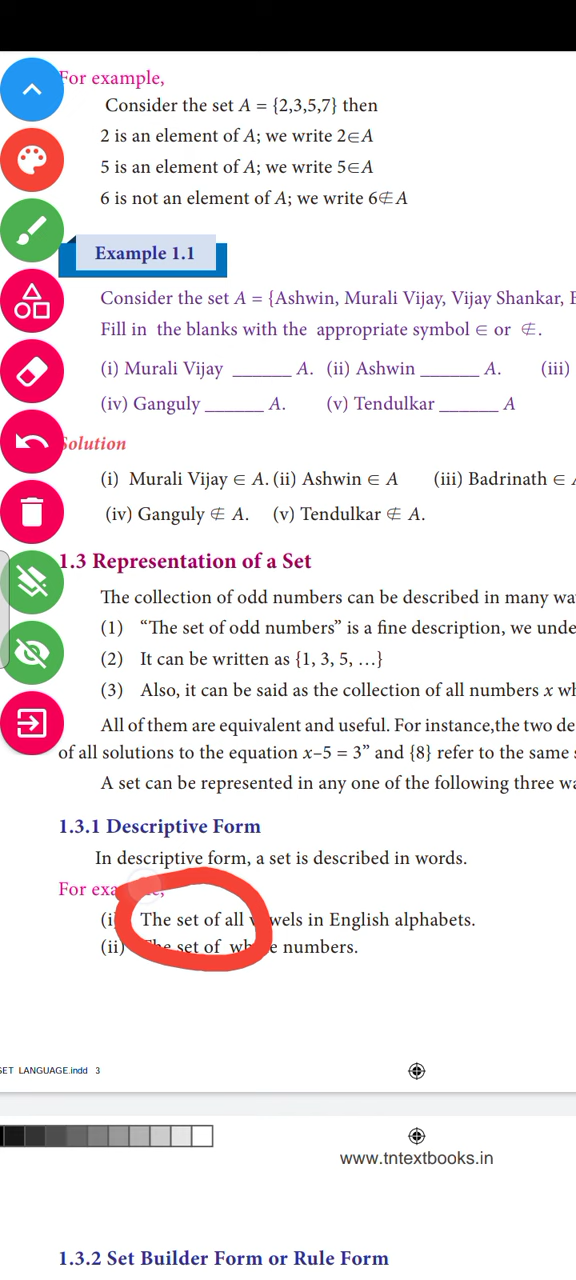 For example,
Consider the set A = {2,3,5,7} then
2 is an element of A; we write 2∈A
5 is an element of A; we write 5∈A
6 is not an element of A; we write 6∉A
Example 1.1
Consider the set A = {Ashwin, Murali Vijay, Vijay Shankar,
Fill in the blanks with the appropriate symbol ∈ or ∉.
(i) Murali Vijay ______ A. (ii) Ashwin ______ A. (iii)
(iv) Ganguly ______ A. (v) Tendulkar ______ A
Solution
(i) Murali Vijay ∈ A. (ii) Ashwin ∈ A (iii) Badrinath ∈
(iv) Ganguly ∉ A. (v) Tendulkar ∉ A.
1.3 Representation of a Set
The collection of odd numbers can be described in many
(1) “The set of odd numbers” is a fine description, we
(2) It can be written as {1, 3, 5, …}
(3) Also, it can be said as the collection of all numbers x
All of them are equivalent and useful. For instance,the two
of all solutions to the equation x–5 = 3” and {8} refer to the same
A set can be represented in any one of the following three
1.3.1 Descriptive Form
In descriptive form, a set is described in words.
For
(i) The set of all vowels in English alphabets.
(ii) The set of whole numbers.
SET LANGUAGE.indd 3
www.tntextbooks.in
1.3.2 Set Builder Form or Rule Form